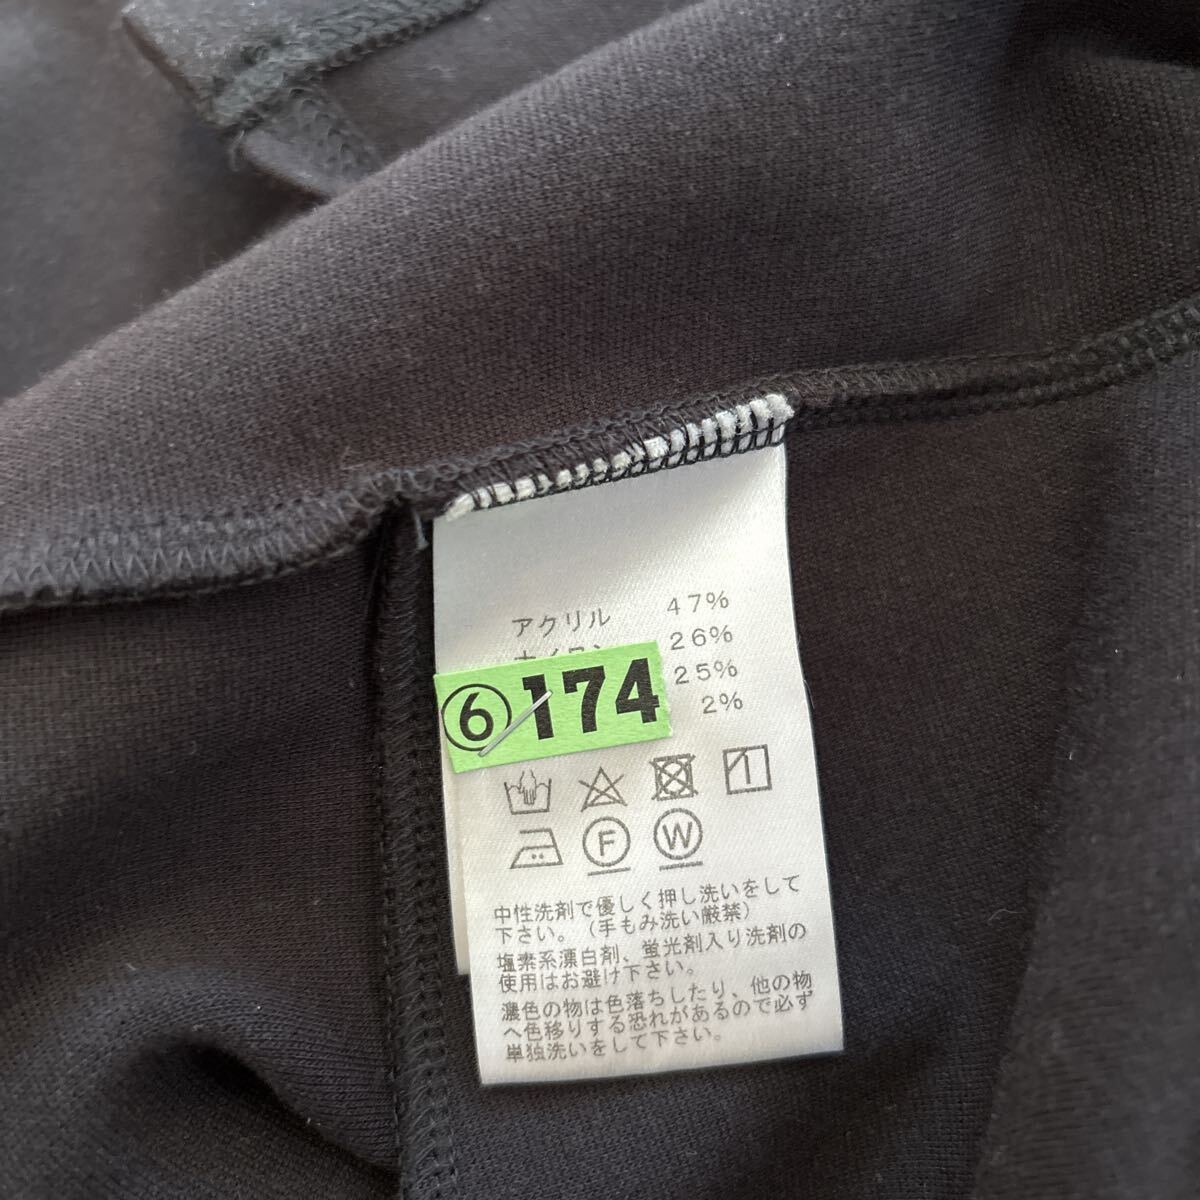 アクリル 47%
26%
25%
2%
⑥ 174
F W
中性洗剤で優しく押し洗いをして
下さい。(手もみ洗い厳禁)
塩素系漂白剤、蛍光剤入り洗剤の
使用はお避け下さい。
濃色の物は色落ちしたり、他の物
へ色移りする恐れがあるので必ず
単独洗いをして下さい。